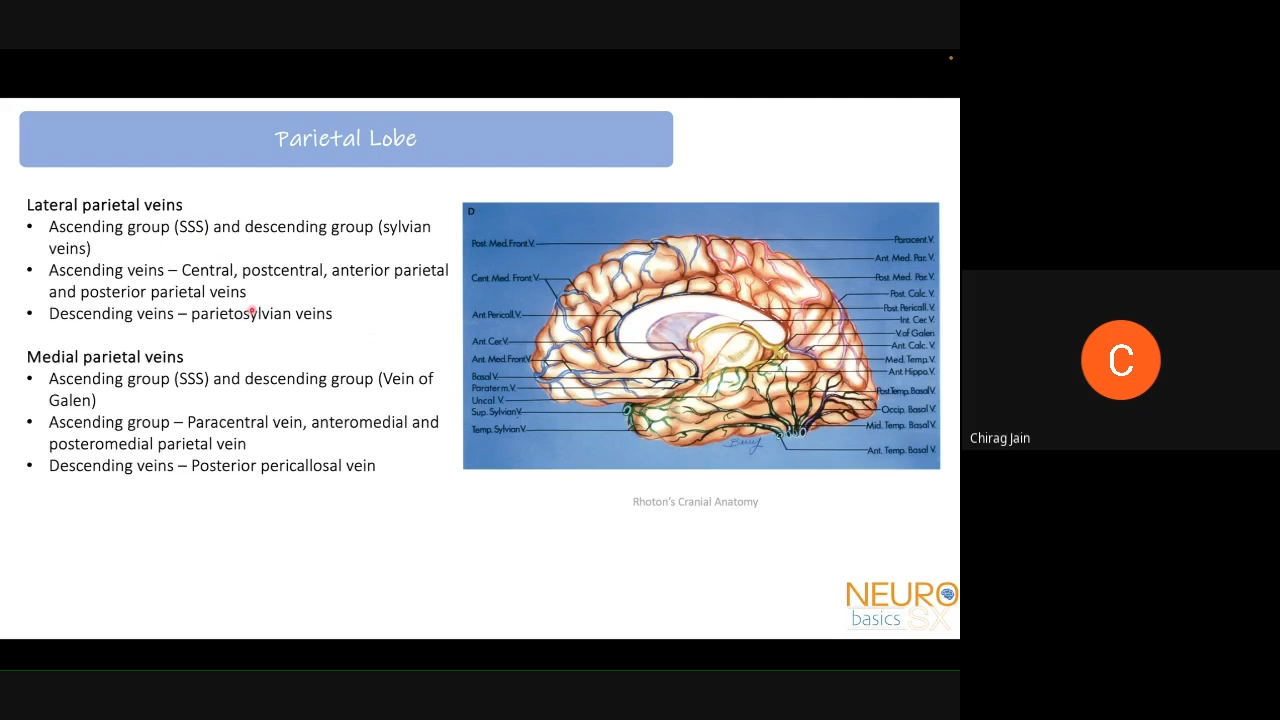 Parietal Lobe
Lateral parietal veins
• Ascending group (SSS) and descending group (sylvian
veins)
• Ascending veins – Central, postcentral, anterior parietal
and posterior parietal veins
• Descending veins – parietosylvian veins
Medial parietal veins
• Ascending group (SSS) and descending group (Vein of
Galen)
• Ascending group – Paracentral vein, anteromedial and
posteromedial parietal vein
• Descending veins – Posterior pericallosal vein
D
Post. Med. Front. V.
Cent. Med. Front. V.
Ant. Pericall. V.
Ant. Cer. V.
Ant. Med. Front. V.
Basal V.
Paraterm. V.
Uncal V.
Sup. Sylvian V.
Temp. Sylvian V.
Paracent. V.
Ant. Med. Par. V.
Post. Med. Par. V.
Post. Calc. V.
Post. Pericall. V.
Int. Cer. V.
V. of Galen
Ant. Calc. V.
Med. Temp. V.
Ant. Hippo. V.
Post. Temp. Basal V.
Occip. Basal V.
Mid. Temp. Basal V.
Ant. Temp. Basal V.
Rhoton's Cranial Anatomy
NEURO
basics SX
C
Chirag Jain